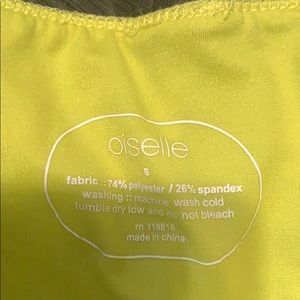 oiselle
s
fabric :: 74% polyester / 26% spandex
washing :: machine wash cold
tumble dry low and do not bleach
rn 119818
made in china